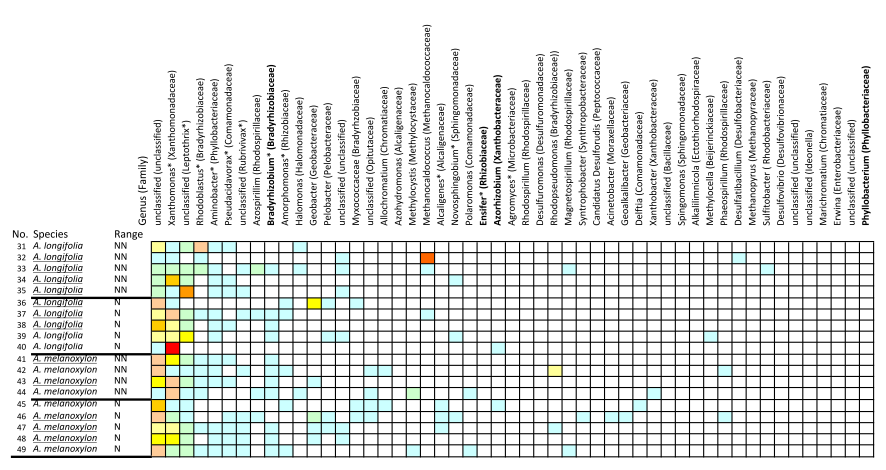 Genus (Family)
unclassified (unclassified)
Xanthomonas* (Xanthomonadaceae)
unclassified (Leptothrix*)
Rhodoblastus* (Bradyrhizobiaceae)
Aminobacter* (Phyllobacteriaceae)
Pseudacidavorax* (Comamonadaceae)
unclassified (Rubrivivax*)
Azospirillim (Rhodospirillaceae)
Bradyrhizobium* (Bradyrhizobiaceae)
Amorphomonas* (Rhizobiaceae)
Halomonas (Halomonadaceae)
Geobacter (Geobacteraceae)
Pelobacter (Pelobacteraceae)
unclassified (unclassified)
unclassified (Opitutaceae)
Myxococcaceae (Bradyrhzobiaceae)
Allochromatium (Chromatiaceae)
Azohydromonas (Alcaligenaceae)
Methylocystis (Methylocystaceae)
Methanocaldococcus (Methanocaldococcaceae)
Alcaligenes* (Alcaligenaceae)
Novosphingobium* (Sphingomonadaceae)
Polaromonas (Comamonadaceae)
Ensifer* (Rhizobiaceae)
Azorhizobium (Xanthobacteraceae)
Agromyces* (Microbacteriaceae)
Rhodospirillum (Rhodospirillaceae)
Desulfuromonas (Desulfuromonadaceae)
Rhodopseudomonas (Bradyrhizobiaceae))
Magnetospirillum (Rhodospirillaceae)
Syntrophobacter (Synthropobacteraceae)
Candidatus Desulforudis (Peptococcaceae)
Acinetobacter (Moraxellaceae)
Geoalkalibacter (Geobacteriaceae)
Delftia (Comamonadaceae)
Xanthobacter (Xanthobacteraceae)
unclassified (Bacillaceae)
Spingomonas (Sphingomonadaceae)
Alkailimnicola (Ectothiorhodospiraceae)
Methylocella (Beijerinckiaceae)
Phaeospirillum (Rhodospirillaceae)
Desulfatibacillum (Desulfobacteriaceae)
Methanopyrus (Methanopyraceae)
Sulfitobacter ( Rhodobacteriaceae)
Desulfovibrio (Desulfovibrionaceae)
unclassified (unclassified)
unclassified (Ideonella)
Marichromatium (Chromatiaceae)
Erwina (Enterobacteriaceae)
unclassified (unclassified)
Phyllobacterium (Phyllobacteriaceae)
No. Species Range
31 A. longifolia NN
32 A. longifolia NN
33 A. longifolia NN
34 A. longifolia NN
35 A. longifolia NN
36 A. longifolia N
37 A. longifolia N
38 A. longifolia N
39 A. longifolia N
40 A. longifolia N
41 A. melanoxylon NN
42 A. melanoxylon NN
43 A. melanoxylon NN
44 A. melanoxylon NN
45 A. melanoxylon N
46 A. melanoxylon N
47 A. melanoxylon N
48 A. melanoxylon N
49 A. melanoxylon N